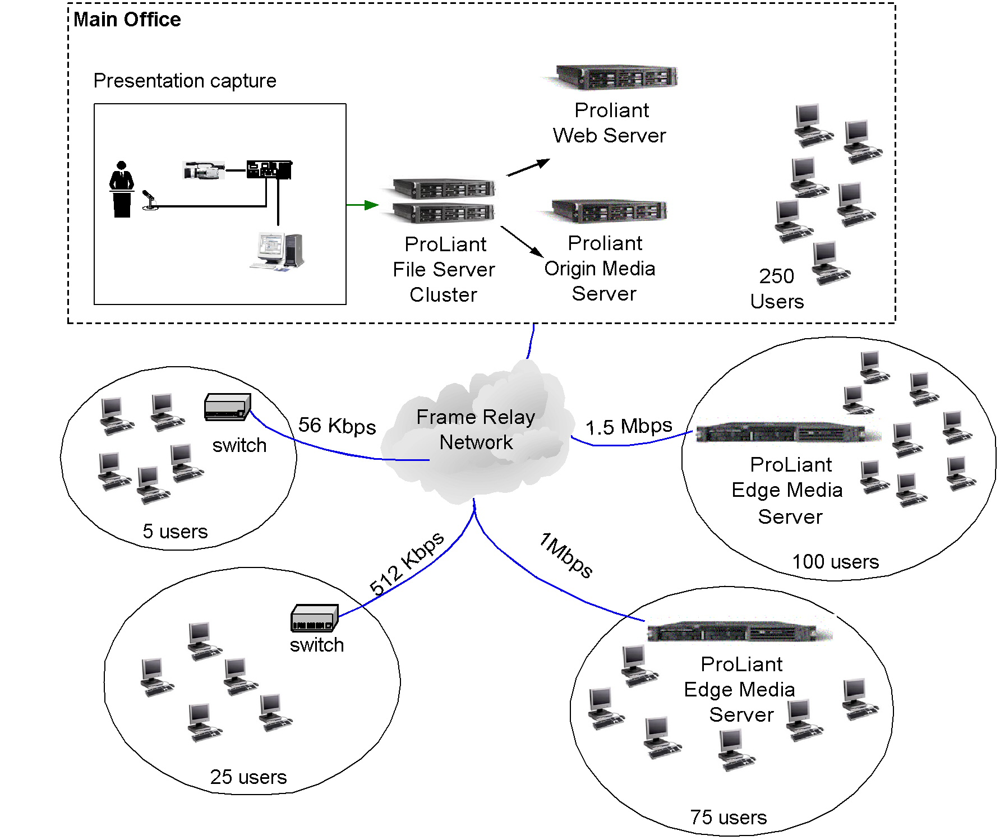 Main Office
Presentation capture
Proliant
Web Server
ProLiant
File Server
Cluster
Proliant
Origin Media
Server
250
Users
Frame Relay
Network
56 Kbps
switch
5 users
1.5 Mbps
ProLiant
Edge Media
Server
100 users
512 Kbps
switch
25 users
1Mbps
ProLiant
Edge Media
Server
75 users